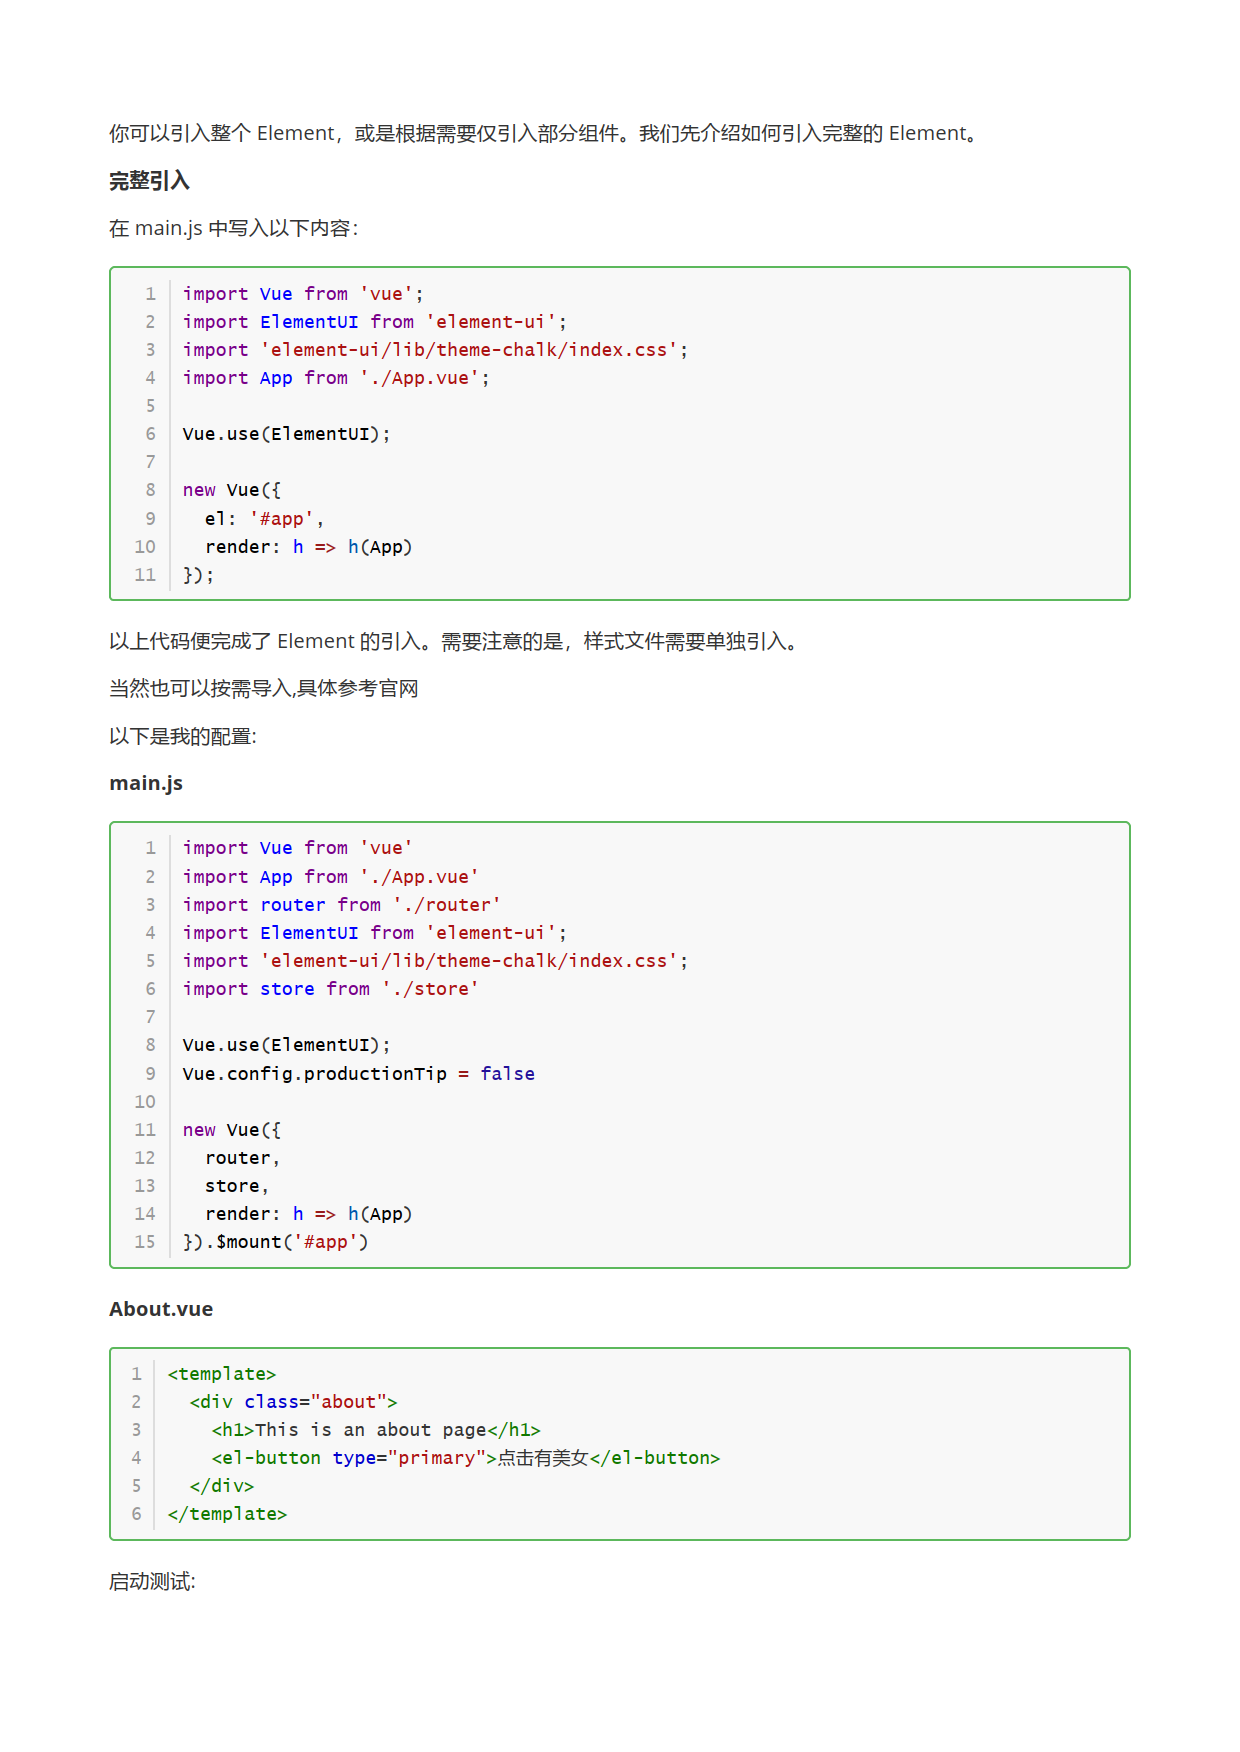 你可以引入整个 Element，或是根据需要仅引入部分组件。我们先介绍如何引入完整的 Element。
完整引入
在 main.js 中写入以下内容：
1 import Vue from 'vue';
2 import ElementUI from 'element-ui';
3 import 'element-ui/lib/theme-chalk/index.css';
4 import App from './App.vue';
5
6 Vue.use(ElementUI);
7
8 new Vue({
9   el: '#app',
10   render: h => h(App)
11 });
以上代码便完成了 Element 的引入。需要注意的是，样式文件需要单独引入。
当然也可以按需导入,具体参考官网
以下是我的配置:
main.js
1 import Vue from 'vue'
2 import App from './App.vue'
3 import router from './router'
4 import ElementUI from 'element-ui';
5 import 'element-ui/lib/theme-chalk/index.css';
6 import store from './store'
7
8 Vue.use(ElementUI);
9 Vue.config.productionTip = false
10
11 new Vue({
12   router,
13   store,
14   render: h => h(App)
15 }).$mount('#app')
About.vue
1 <template>
2   <div class="about">
3     <h1>This is an about page</h1>
4     <el-button type="primary">点击有美女</el-button>
5   </div>
6 </template>
启动测试: